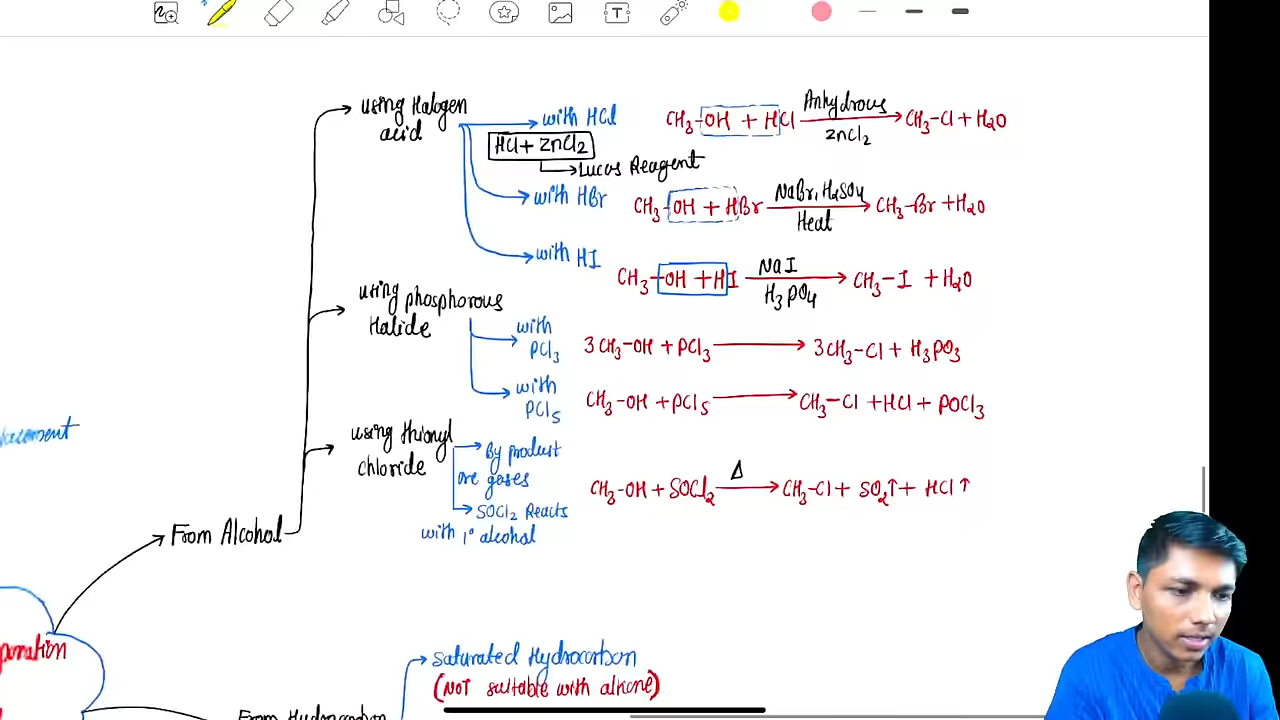 using Halogen acid
with HCl
HCl + ZnCl2
Lucas Reagent
CH3-OH + HCl Anhydrous ZnCl2 → CH3-Cl + H2O
with HBr
CH3-OH + HBr NaBr, H2SO4 Heat → CH3-Br + H2O
with HI
CH3-OH + HI NaI H3PO4 → CH3-I + H2O
using phosphorous Halide
with PCl3
3CH3-OH + PCl3 → 3CH3-Cl + H3PO3
with PCl5
CH3-OH + PCl5 → CH3-Cl + HCl + POCl3
using thionyl chloride
By product are gases
SOCl2 Reacts with 1° alcohal
CH3-OH + SOCl2 Δ → CH3-Cl + SO2↑ + HCl↑
From Alcohol
Saturated Hydrocarbon
(NOT suitable with alkane)
From Hydrocarbon
T